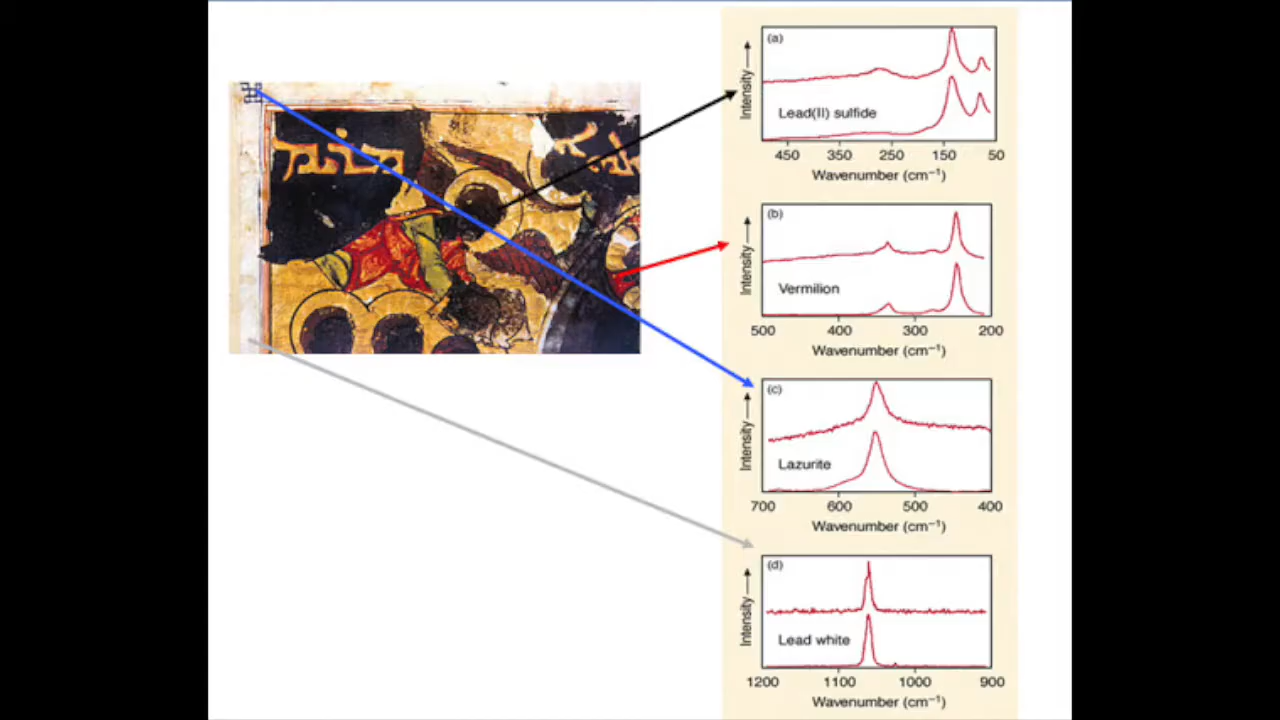 (a)
Intensity
Lead(II) sulfide
450 350 250 150 50
Wavenumber (cm⁻¹)
(b)
Intensity
Vermilion
500 400 300 200
Wavenumber (cm⁻¹)
(c)
Intensity
Lazurite
700 600 500 400
Wavenumber (cm⁻¹)
(d)
Intensity
Lead white
1200 1100 1000 900
Wavenumber (cm⁻¹)